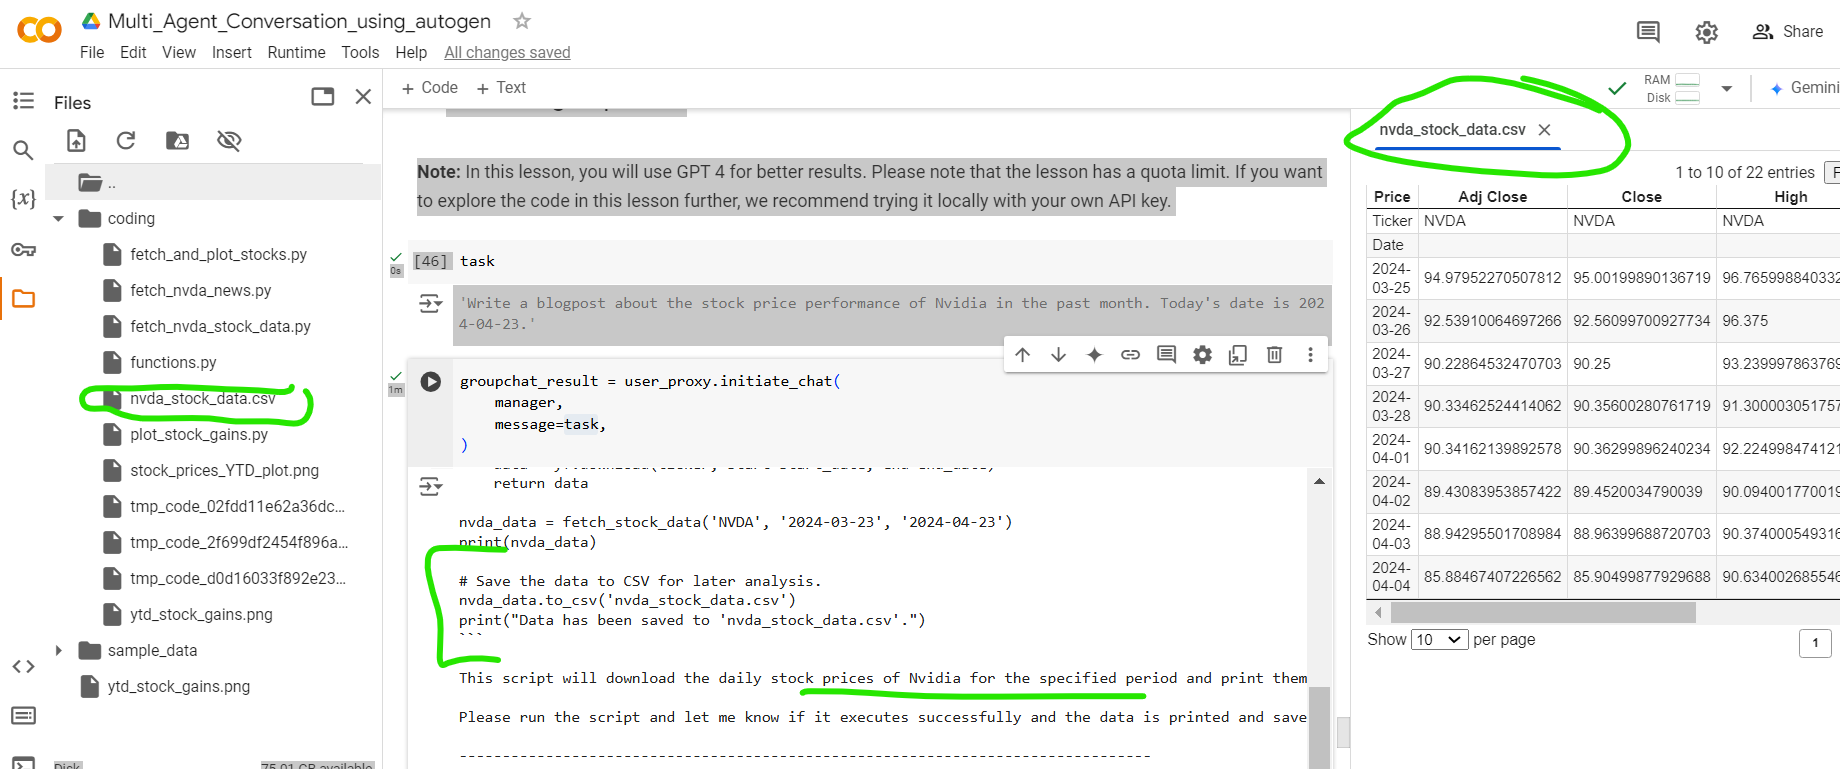 Multi_Agent_Conversation_using_autogen
File Edit View Insert Runtime Tools Help All changes saved
Share
Files
+ Code + Text
RAM
Disk
Gemini
..
coding
fetch_and_plot_stocks.py
fetch_nvda_news.py
fetch_nvda_stock_data.py
functions.py
nvda_stock_data.csv
plot_stock_gains.py
stock_prices_YTD_plot.png
tmp_code_02fdd11e62a36dc...
tmp_code_2f699df2454f896a...
tmp_code_d0d16033f892e23...
ytd_stock_gains.png
sample_data
ytd_stock_gains.png
Disk 75.01 GB available
Note: In this lesson, you will use GPT 4 for better results. Please note that the lesson has a quota limit. If you want
to explore the code in this lesson further, we recommend trying it locally with your own API key.
0s
[46] task
'Write a blogpost about the stock price performance of Nvidia in the past month. Today's date is 202
4-04-23.'
1m
groupchat_result = user_proxy.initiate_chat(
manager,
message=task,
)
return data
nvda_data = fetch_stock_data('NVDA', '2024-03-23', '2024-04-23')
print(nvda_data)
# Save the data to CSV for later analysis.
nvda_data.to_csv('nvda_stock_data.csv')
print("Data has been saved to 'nvda_stock_data.csv'.")
```
This script will download the daily stock prices of Nvidia for the specified period and print them
Please run the script and let me know if it executes successfully and the data is printed and save
--------------------------------------------------------------------------------
nvda_stock_data.csv
1 to 10 of 22 entries F
Price Adj Close Close High
Ticker NVDA NVDA NVDA
Date
2024-03-25 94.97952270507812 95.00199890136719 96.765998840332
2024-03-26 92.53910064697266 92.56099700927734 96.375
2024-03-27 90.22864532470703 90.25 93.239997863769
2024-03-28 90.33462524414062 90.35600280761719 91.300003051757
2024-04-01 90.34162139892578 90.36299896240234 92.224998474121
2024-04-02 89.43083953857422 89.4520034790039 90.094001770019
2024-04-03 88.94295501708984 88.96399688720703 90.374000549316
2024-04-04 85.88467407226562 85.90499877929688 90.634002685546
Show 10 per page
1